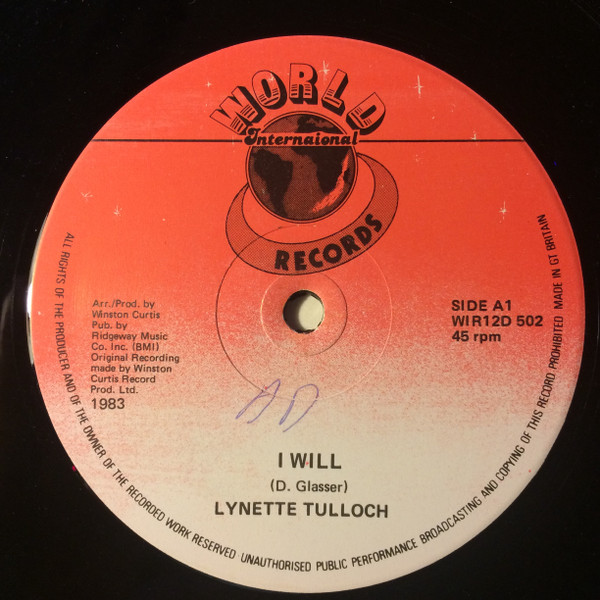 WORLD
Internaional
RECORDS
Arr./Prod. by
Winston Curtis
Pub. by
Ridgeway Music
Co. Inc. (BMI)
Original Recording
made by Winston
Curtis Record
Prod. Ltd.
1983
SIDE A1
WIR12D 502
45 rpm
AD
I WILL
(D. Glasser)
LYNETTE TULLOCH
ALL RIGHTS OF THE PRODUCER AND OF THE OWNER OF THE RECORDED WORK RESERVED UNAUTHORISED PUBLIC PERFORMANCE BROADCASTING AND COPYING OF THIS RECORD PROHIBITED MADE IN GT BRITAIN